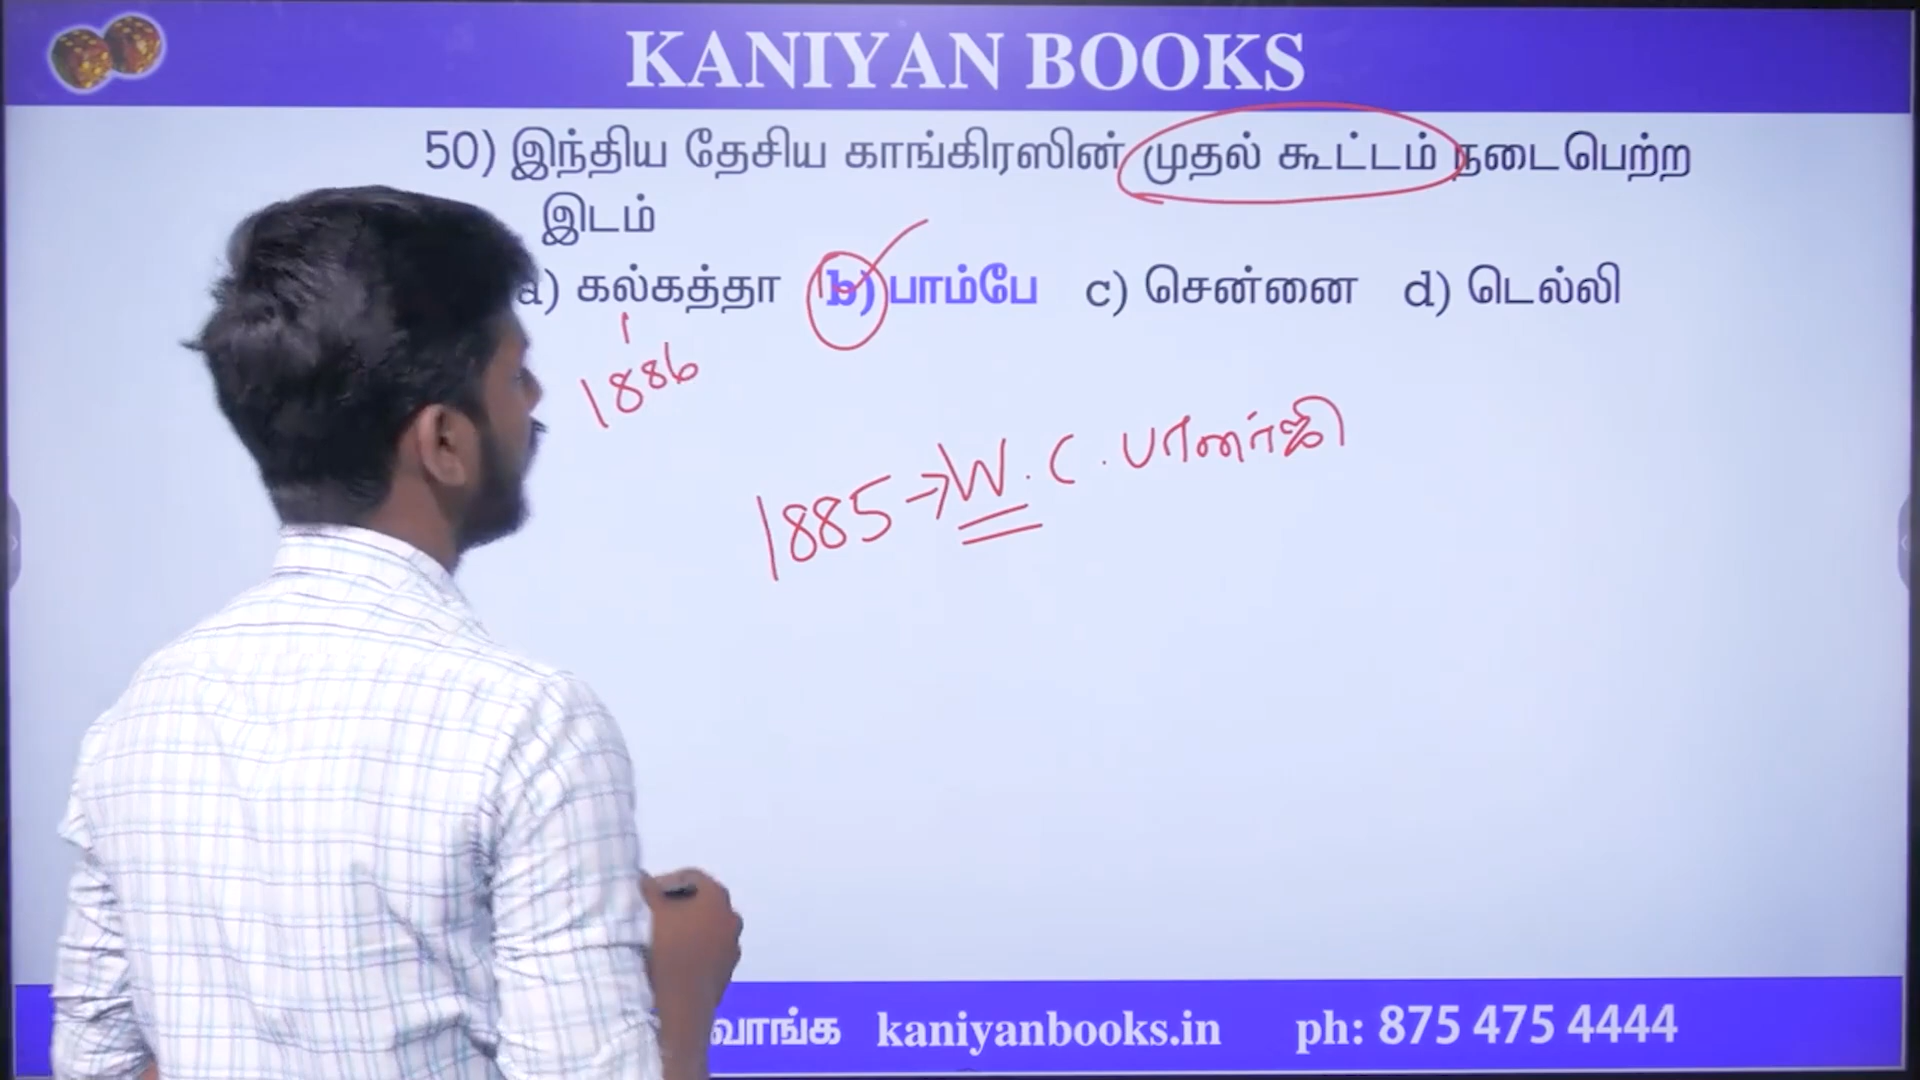 KANIYAN BOOKS
50) இந்திய தேசிய காங்கிரஸின் முதல் கூட்டம் நடைபெற்ற
இடம்
a) கல்கத்தா b) பாம்பே c) சென்னை d) டெல்லி
1886
1885 → W. C. பானர்ஜி
வாங்க kaniyanbooks.in ph: 875 475 4444